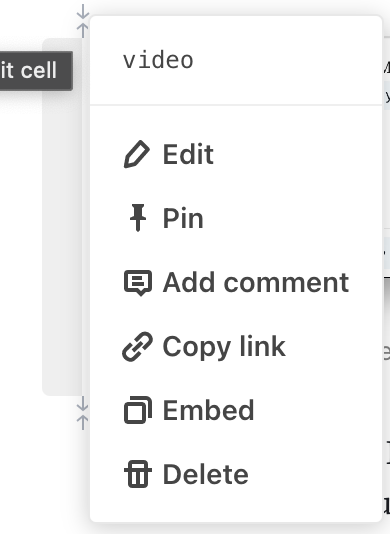 video
it cell
Edit
Pin
Add comment
Copy link
Embed
Delete